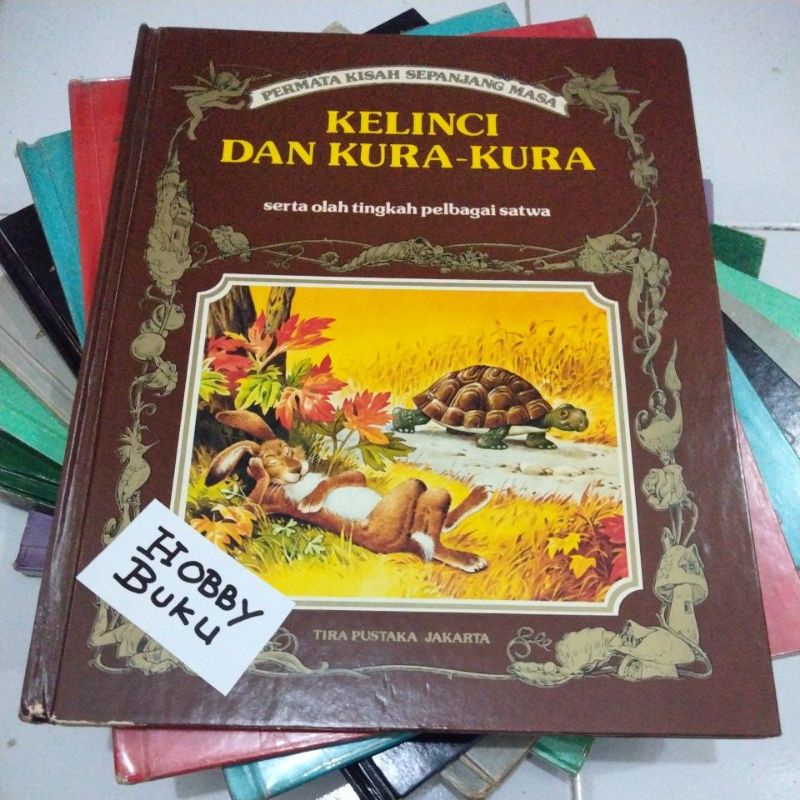 PERMATA KISAH SEPANJANG MASA
KELINCI
DAN KURA-KURA
serta olah tingkah pelbagai satwa
HOBBY
BUKU
TIRA PUSTAKA JAKARTA